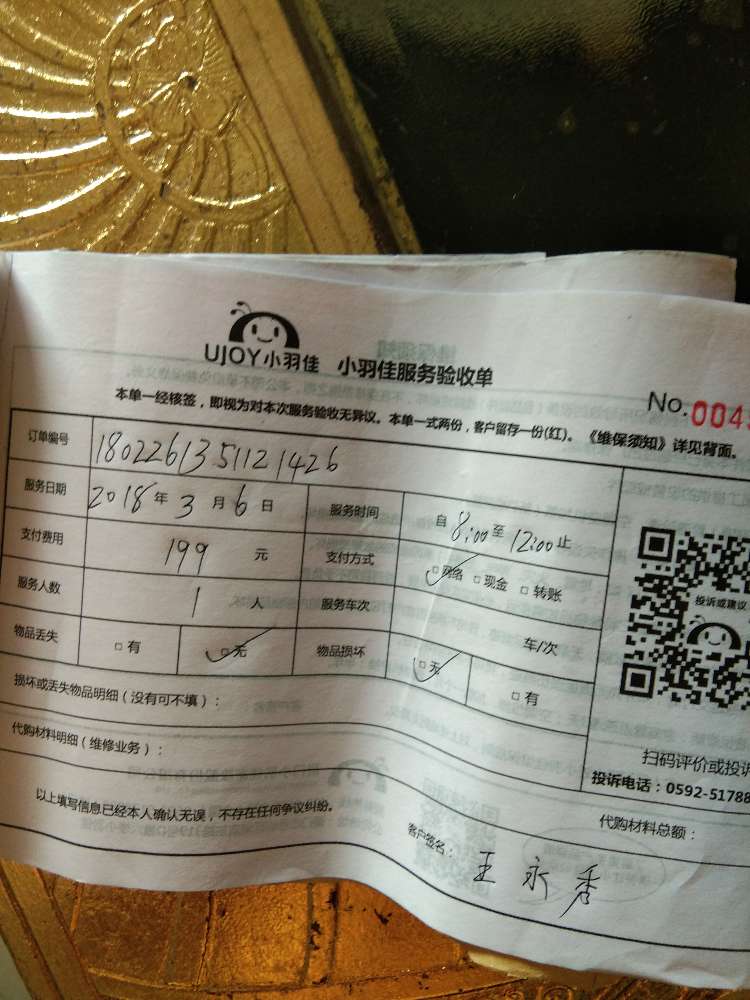 UJOY小羽佳 小羽佳服务验收单
No.004
本单一经核签，即视为对本次服务验收无异议。本单一式两份，客户留存一份(红)。《维保须知》详见背面。
订单编号 1802261351121426
服务日期 2018年3月6日 服务时间 自8:00至12:00止
支付费用 199元 支付方式 □网络 □现金 □转账
服务人数 1人 服务车次 车/次
物品丢失 □有 □无 物品损坏 □无 □有
投诉或建议
损坏或丢失物品明细（没有可不填）：
扫码评价或投诉
代购材料明细（维修业务）：
投诉电话：0592-51788
代购材料总额：
以上填写信息已经本人确认无误，不存在任何争议纠纷。
客户签名： 王永秀